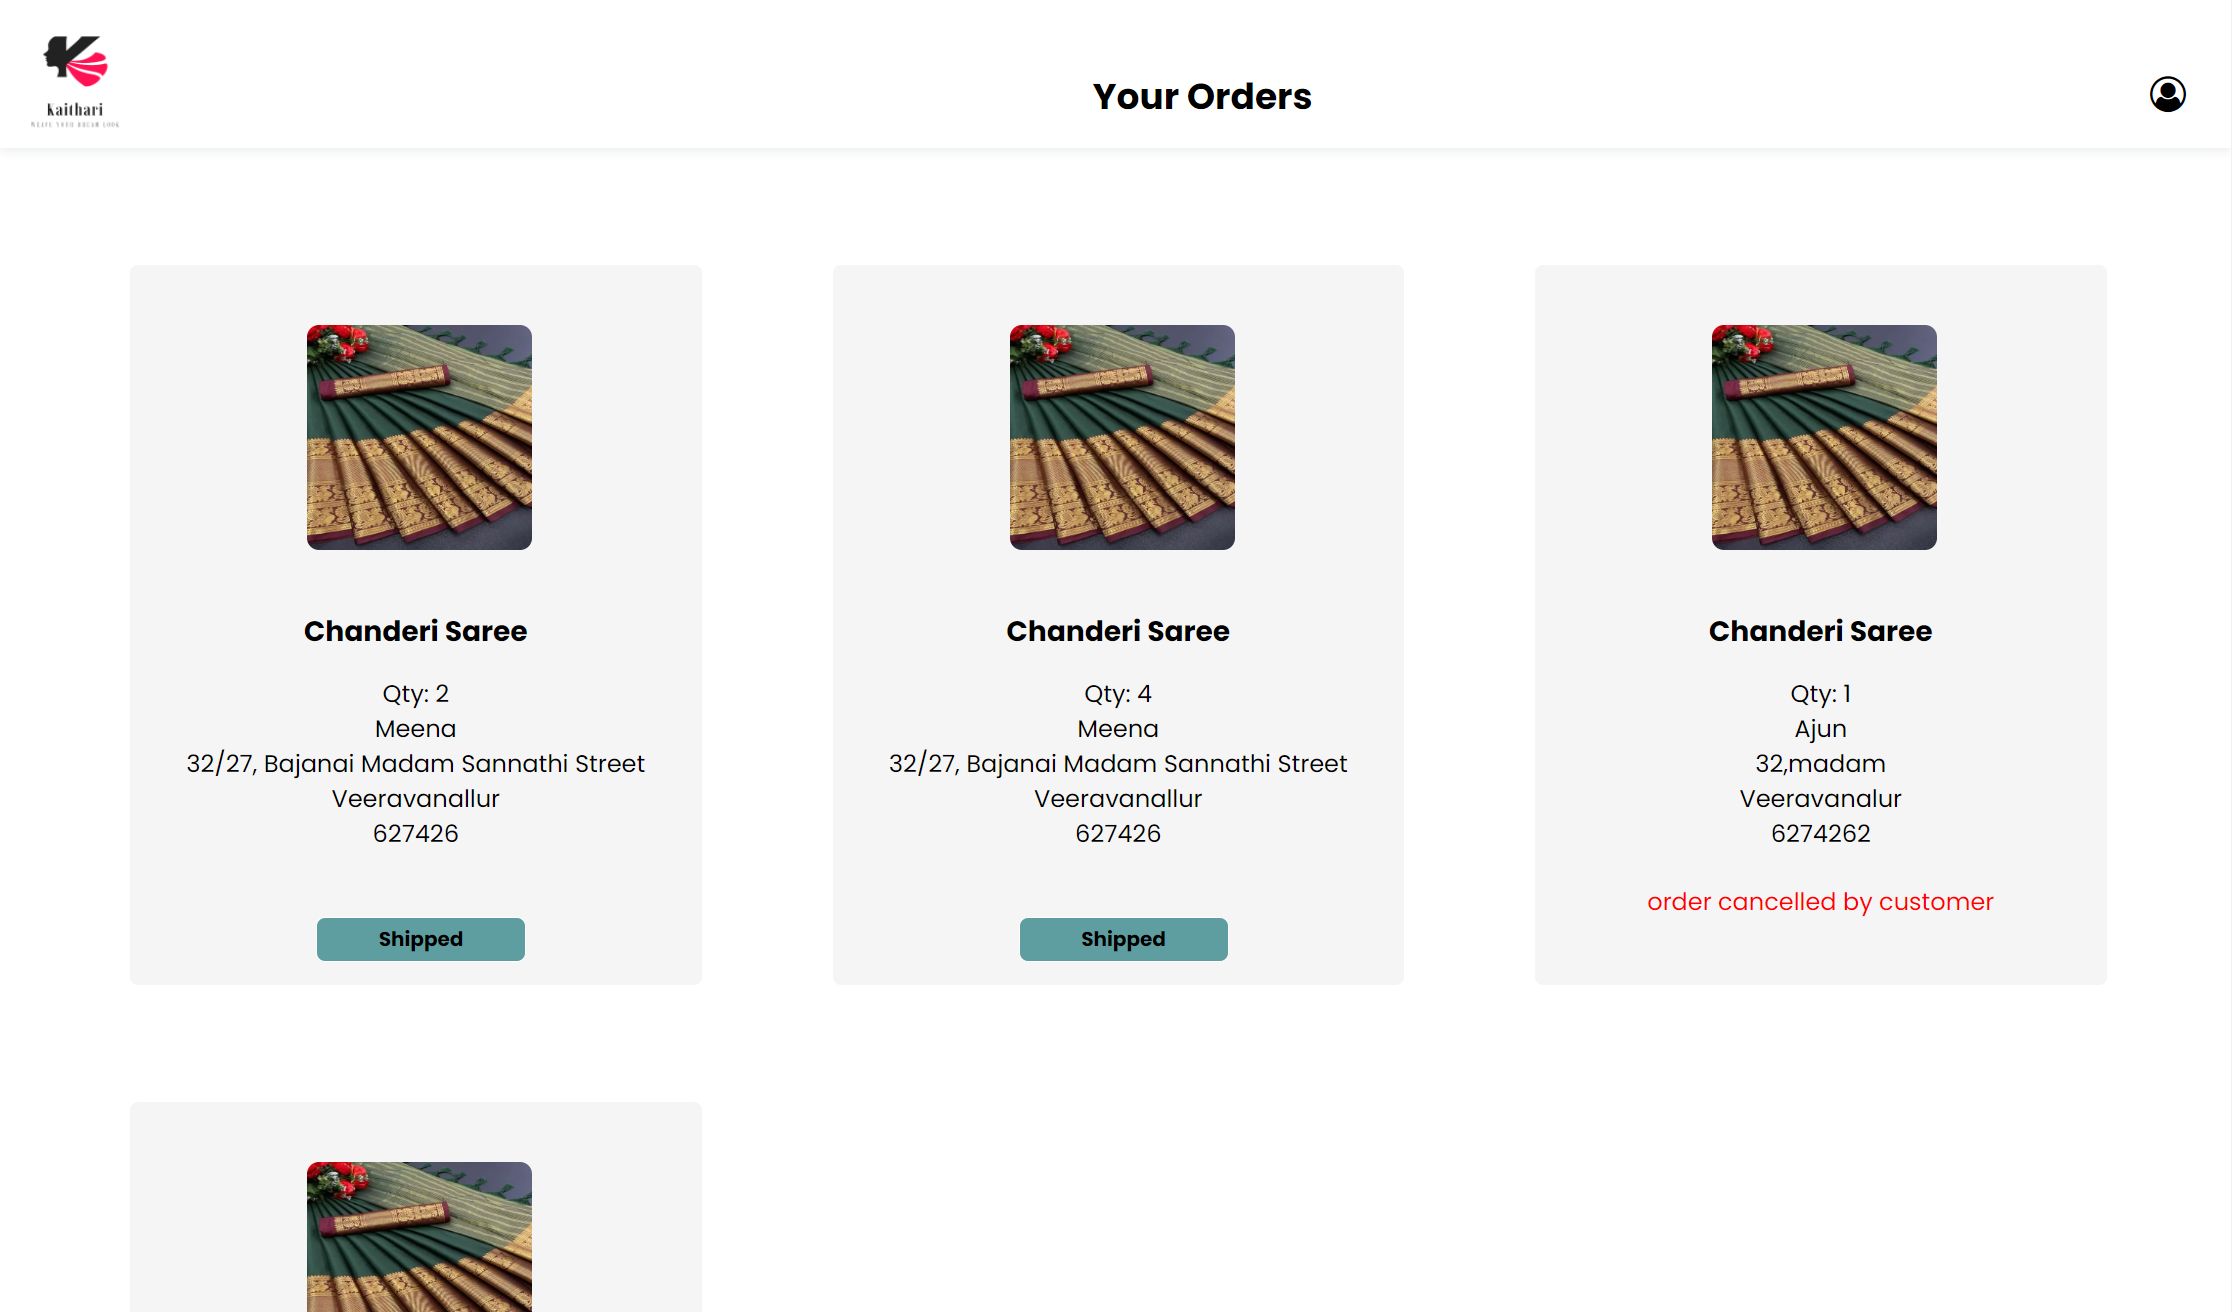 Kaithari
Your Orders
Chanderi Saree
Qty: 2
Meena
32/27, Bajanai Madam Sannathi Street
Veeravanallur
627426
Shipped
Chanderi Saree
Qty: 4
Meena
32/27, Bajanai Madam Sannathi Street
Veeravanallur
627426
Shipped
Chanderi Saree
Qty: 1
Ajun
32,madam
Veeravanalur
6274262
order cancelled by customer